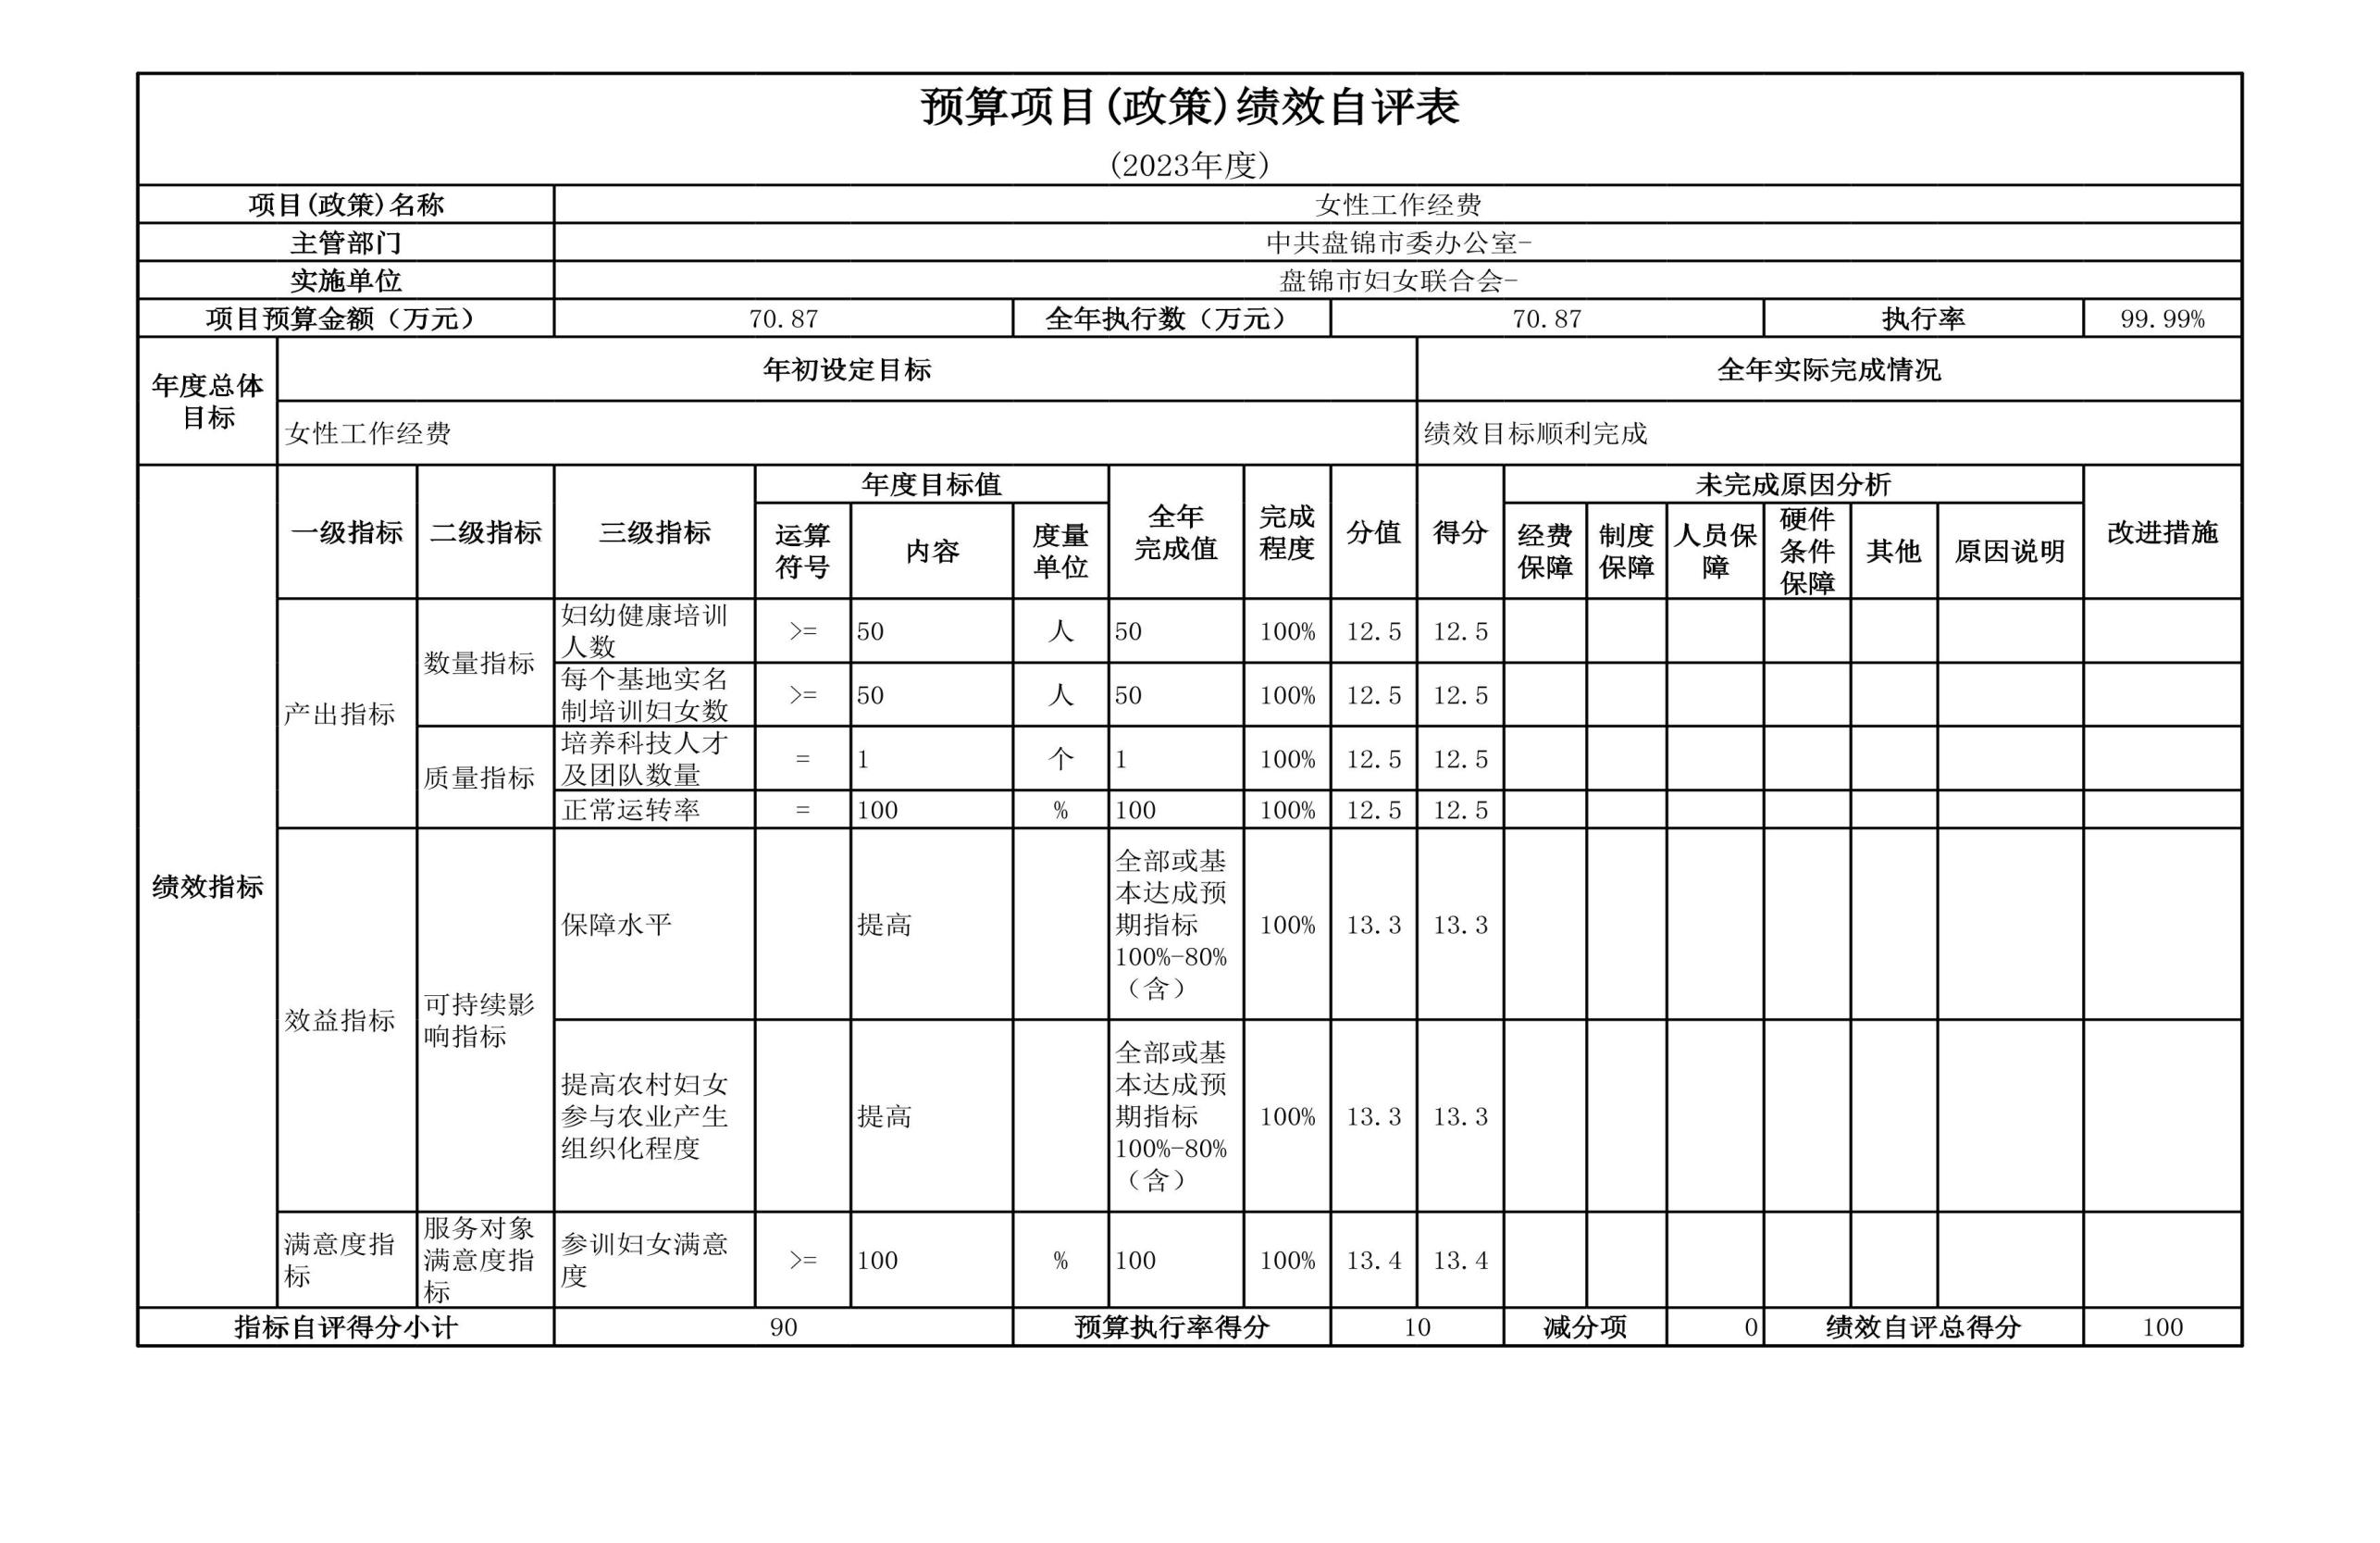 预算项目(政策)绩效自评表
(2023年度)
项目(政策)名称 女性工作经费
主管部门 中共盘锦市委办公室-
实施单位 盘锦市妇女联合会-
项目预算金额（万元） 70.87 全年执行数（万元） 70.87 执行率 99.99%
年度总体
目标
年初设定目标 全年实际完成情况
女性工作经费 绩效目标顺利完成
绩效指标
一级指标 二级指标 三级指标
年度目标值
运算
符号
内容
度量
单位
全年
完成值
完成
程度
分值 得分
未完成原因分析
经费
保障
制度
保障
人员保
障
硬件
条件
保障
其他 原因说明
改进措施
产出指标
数量指标
妇幼健康培训
人数
>= 50 人 50 100% 12.5 12.5
每个基地实名
制培训妇女数
>= 50 人 50 100% 12.5 12.5
质量指标
培养科技人才
及团队数量
= 1 个 1 100% 12.5 12.5
正常运转率 = 100 % 100 100% 12.5 12.5
效益指标
可持续影
响指标
保障水平 提高
全部或基
本达成预
期指标
100%-80%
（含）
100% 13.3 13.3
提高农村妇女
参与农业产生
组织化程度
提高
全部或基
本达成预
期指标
100%-80%
（含）
100% 13.3 13.3
满意度指
标
服务对象
满意度指
标
参训妇女满意
度
>= 100 % 100 100% 13.4 13.4
指标自评得分小计 90 预算执行率得分 10 减分项 0 绩效自评总得分 100